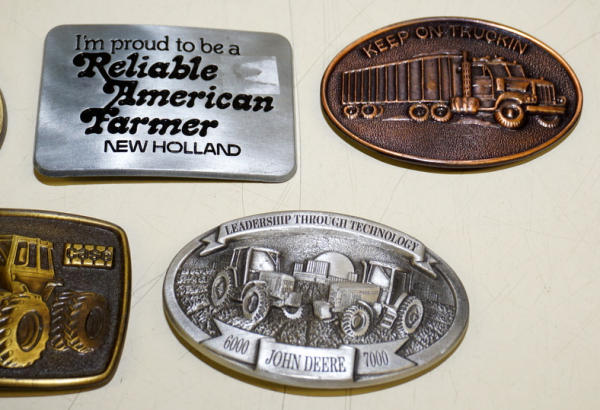 I'm proud to be a
Reliable
American
Farmer
NEW HOLLAND
KEEP ON TRUCKIN
LEADERSHIP THROUGH TECHNOLOGY
6000 JOHN DEERE 7000